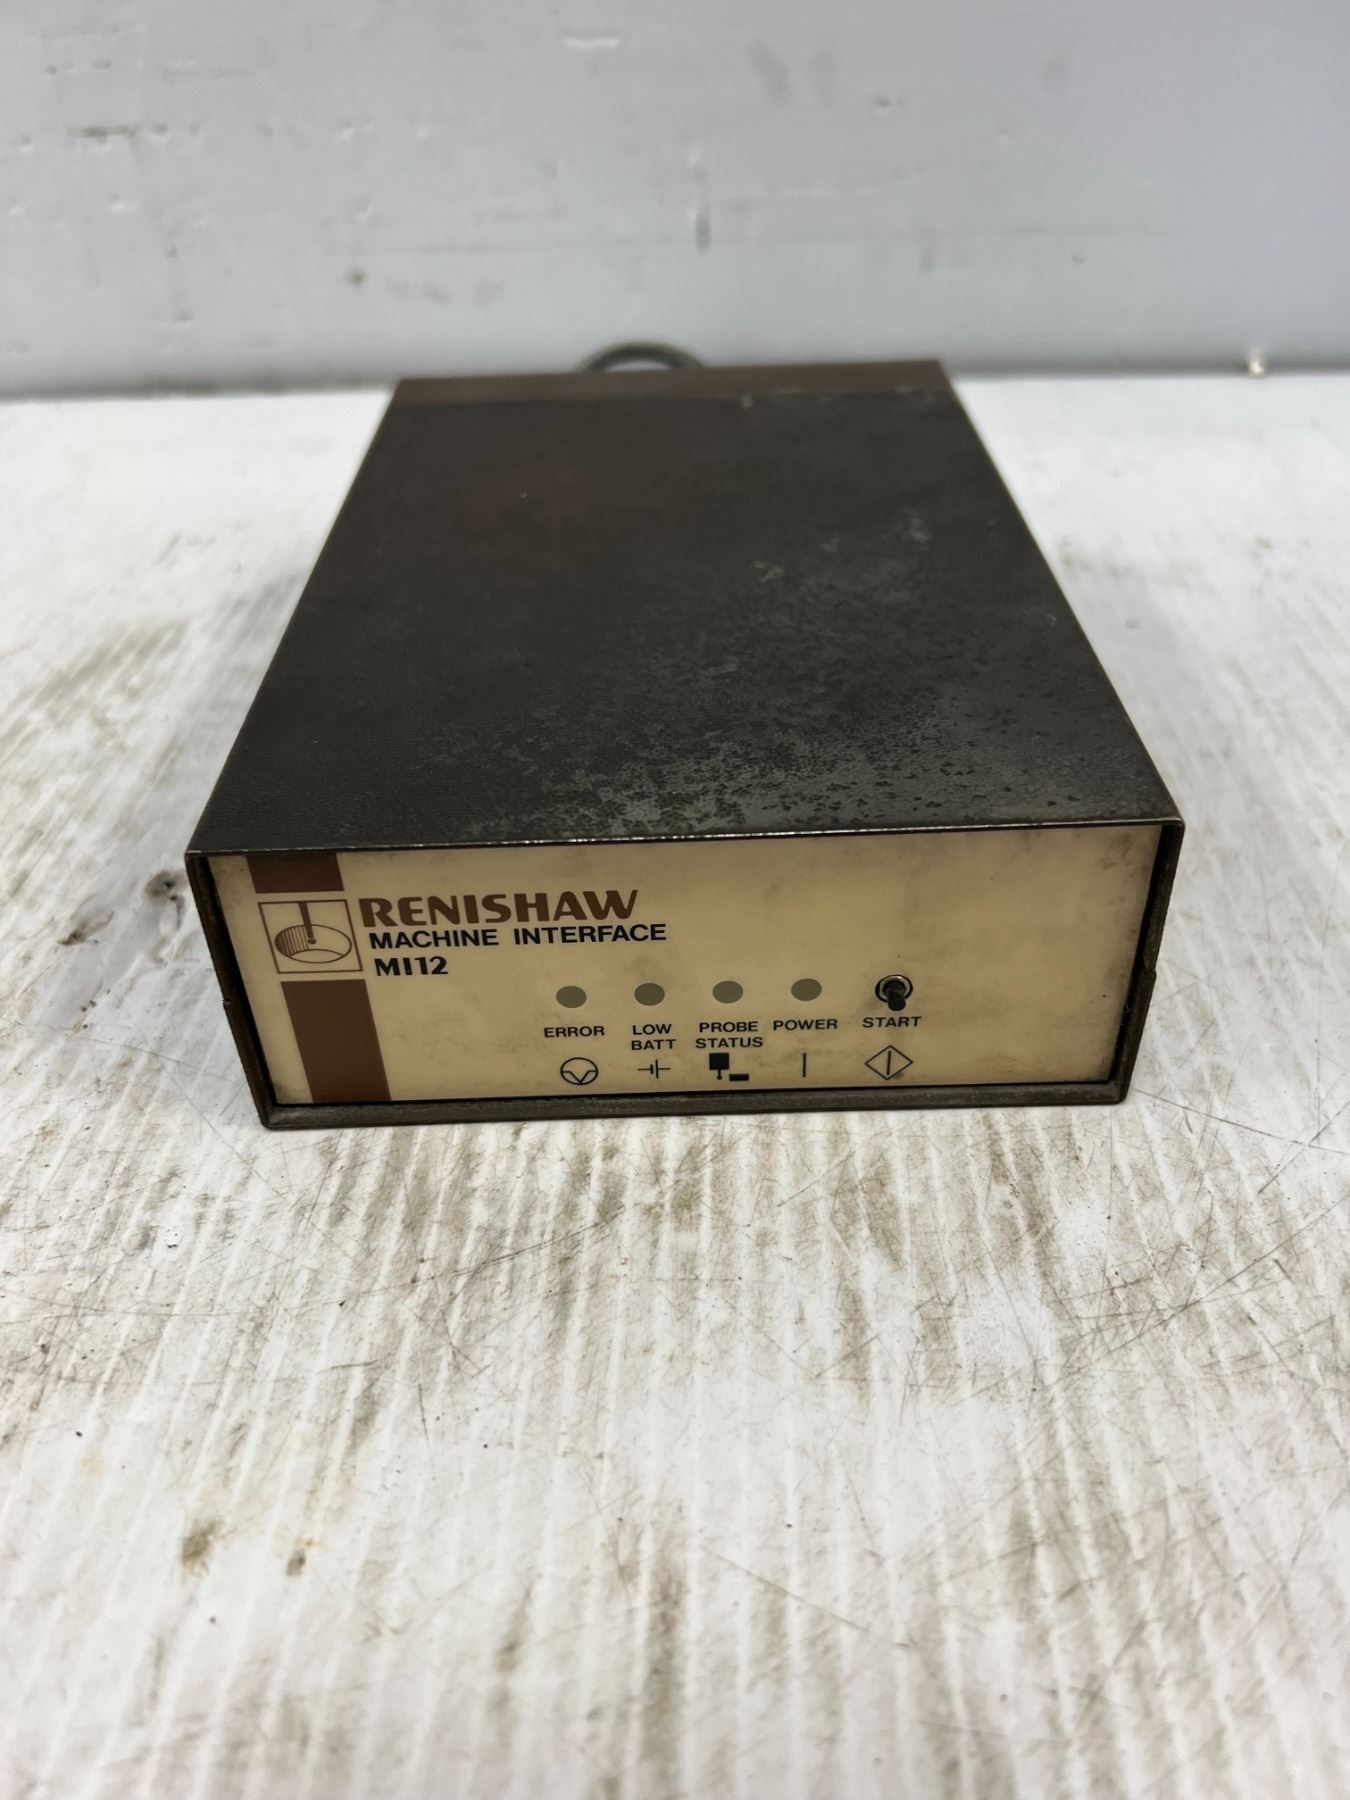 RENISHAW
MACHINE INTERFACE
MI12
ERROR
LOW BATT
PROBE STATUS
POWER
START